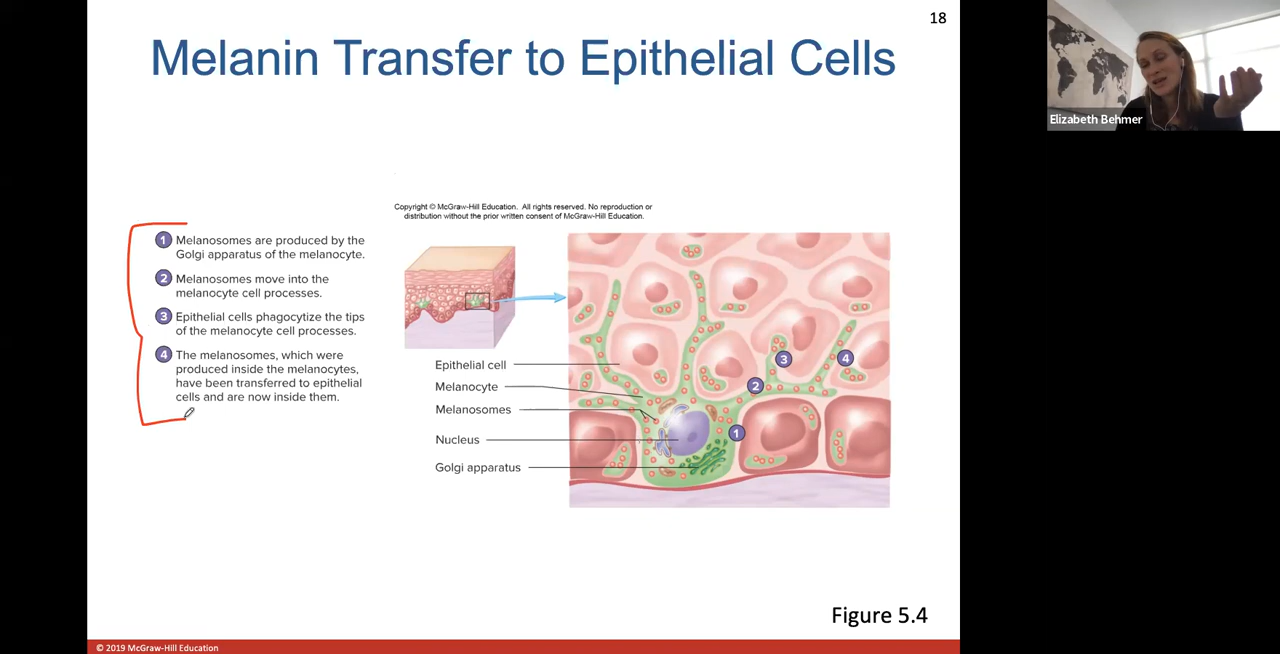 18
Melanin Transfer to Epithelial Cells
Elizabeth Behmer
Copyright © McGraw-Hill Education. All rights reserved. No reproduction or
distribution without the prior written consent of McGraw-Hill Education.
1 Melanosomes are produced by the
Golgi apparatus of the melanocyte.
2 Melanosomes move into the
melanocyte cell processes.
3 Epithelial cells phagocytize the tips
of the melanocyte cell processes.
4 The melanosomes, which were
produced inside the melanocytes,
have been transferred to epithelial
cells and are now inside them.
Epithelial cell
Melanocyte
Melanosomes
Nucleus
Golgi apparatus
3
4
2
1
Figure 5.4
© 2019 McGraw-Hill Education